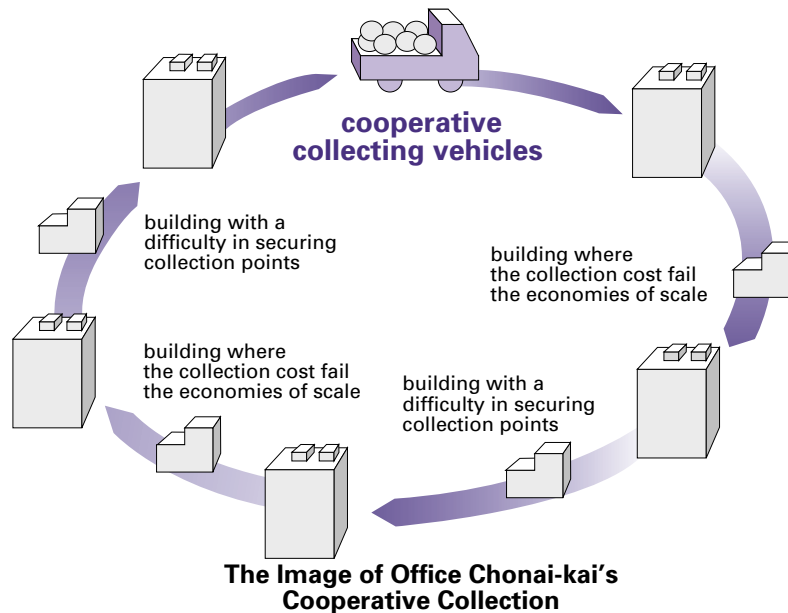 cooperative
collecting vehicles
building with a
difficulty in securing
collection points
building where
the collection cost fail
the economies of scale
building where
the collection cost fail
the economies of scale
building with a
difficulty in securing
collection points
The Image of Office Chonai-kai's
Cooperative Collection